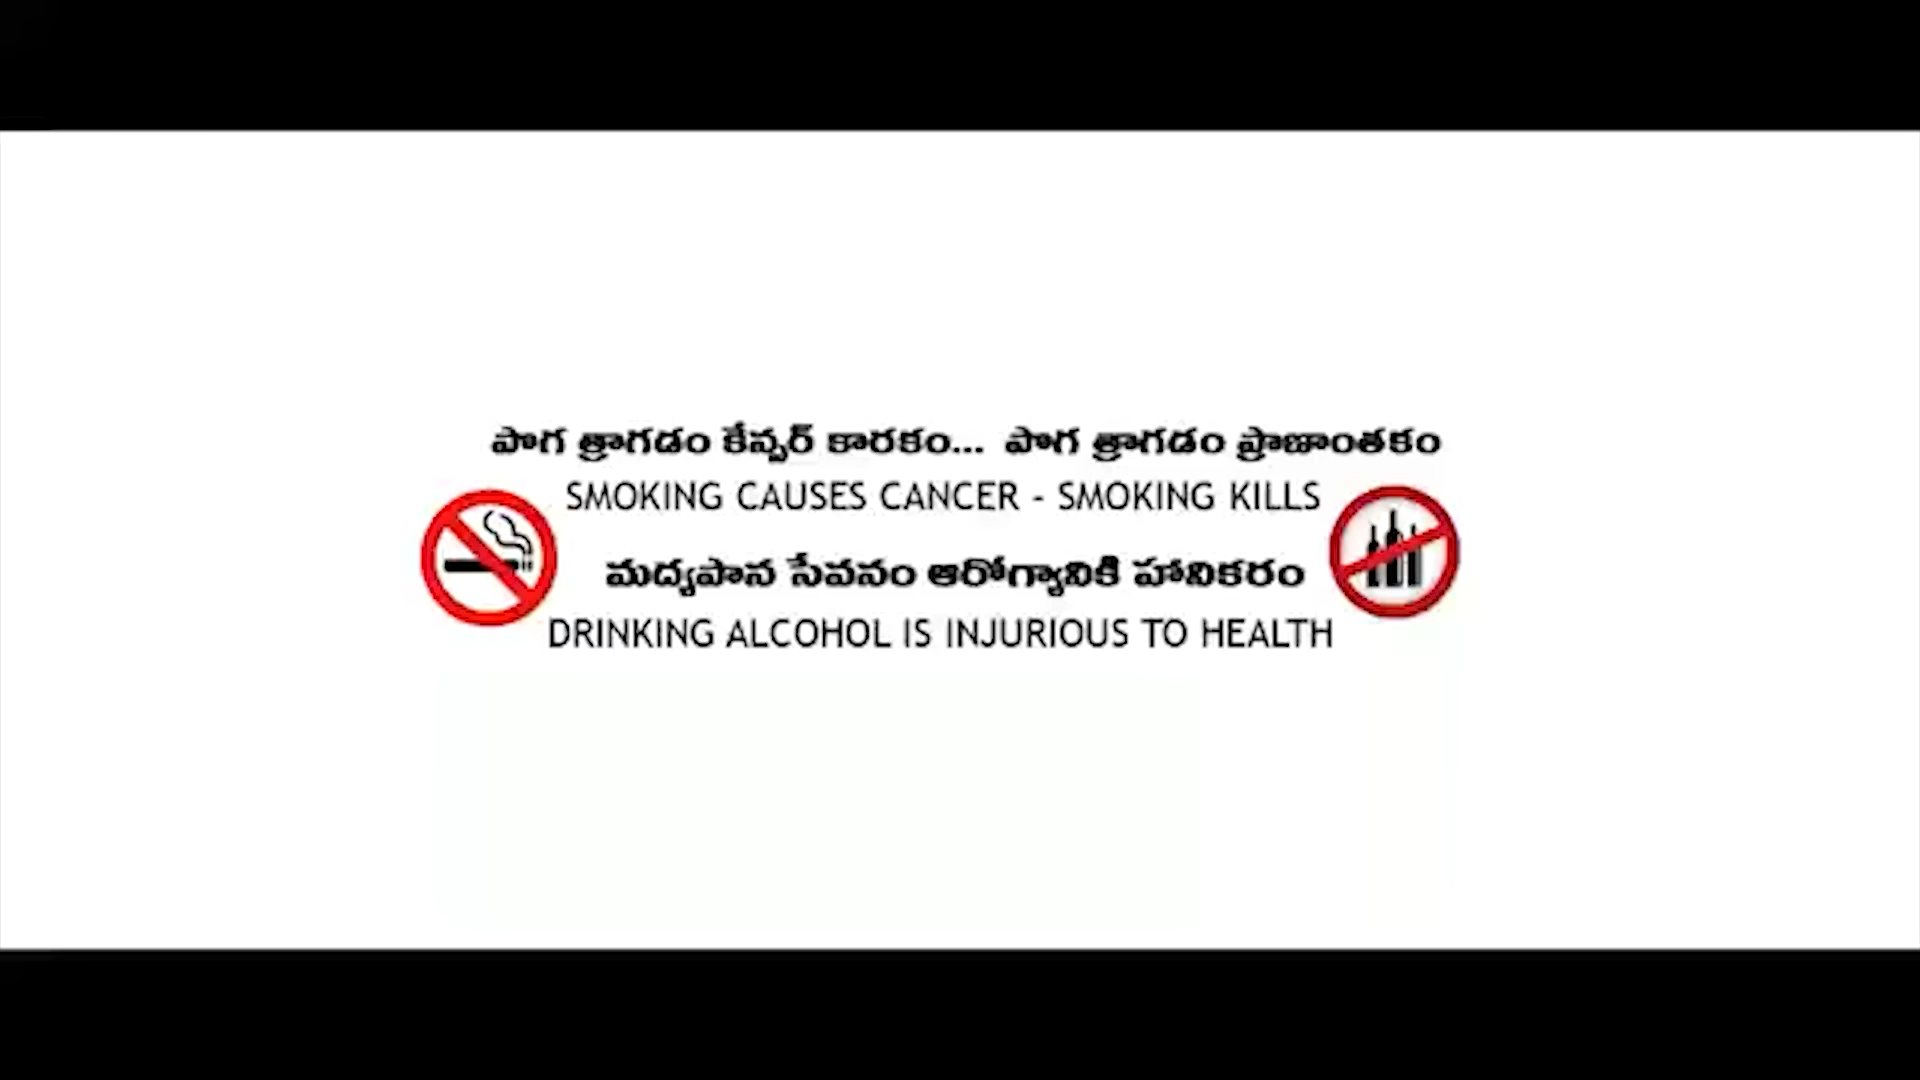 పొగ త్రాగడం కేన్సర్ కారకం... పొగ త్రాగడం ప్రాణాంతకం
SMOKING CAUSES CANCER - SMOKING KILLS
మద్యపాన సేవనం ఆరోగ్యానికి హానికరం
DRINKING ALCOHOL IS INJURIOUS TO HEALTH